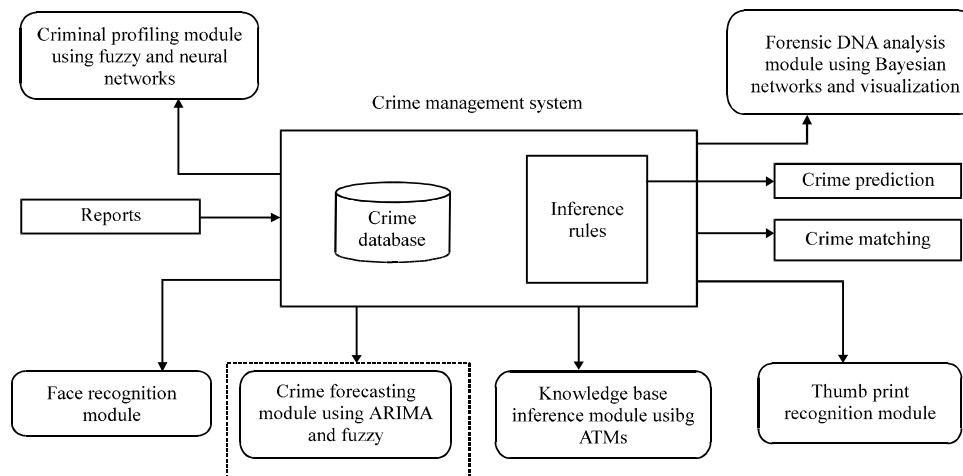 Criminal profiling module
using fuzzy and neural
networks
Forensic DNA analysis
module using Bayesian
networks and visualization
Crime management system
Reports
Crime
database
Inference
rules
Crime prediction
Crime matching
Face recognition
module
Crime forecasting
module using ARIMA
and fuzzy
Knowledge base
inference module usibg
ATMs
Thumb print
recognition module